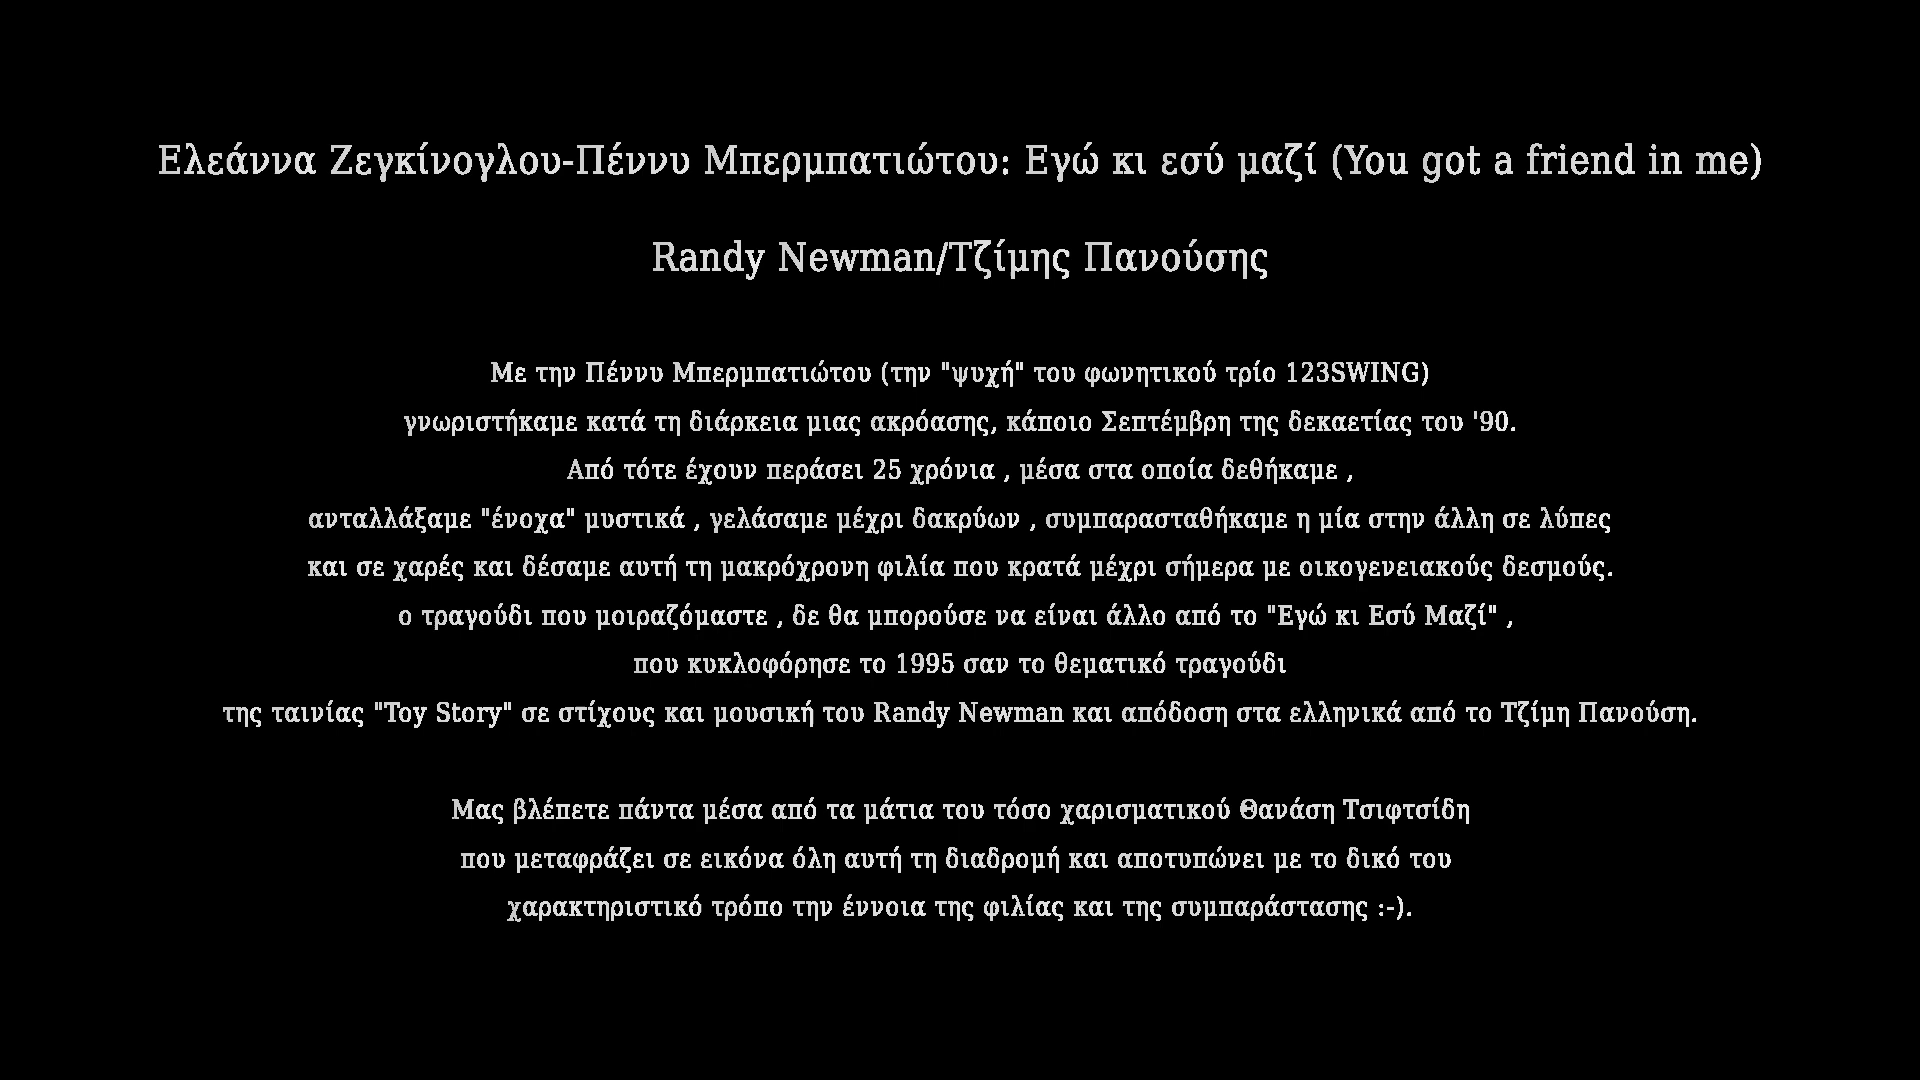 Ελεάννα Ζεγκίνογλου-Πέννυ Μπερμπατιώτου: Εγώ κι εσύ μαζί (You got a friend in me)
Randy Newman/Τζίμης Πανούσης
Με την Πέννυ Μπερμπατιώτου (την "ψυχή" του φωνητικού τρίο 123SWING)
γνωριστήκαμε κατά τη διάρκεια μιας ακρόασης, κάποιο Σεπτέμβρη της δεκαετίας του '90.
Από τότε έχουν περάσει 25 χρόνια , μέσα στα οποία δεθήκαμε ,
ανταλλάξαμε "ένοχα" μυστικά , γελάσαμε μέχρι δακρύων , συμπαρασταθήκαμε η μία στην άλλη σε λύπες
και σε χαρές και δέσαμε αυτή τη μακρόχρονη φιλία που κρατά μέχρι σήμερα με οικογενειακούς δεσμούς.
ο τραγούδι που μοιραζόμαστε , δε θα μπορούσε να είναι άλλο από το "Εγώ κι Εσύ Μαζί" ,
που κυκλοφόρησε το 1995 σαν το θεματικό τραγούδι
της ταινίας "Toy Story" σε στίχους και μουσική του Randy Newman και απόδοση στα ελληνικά από το Τζίμη Πανούση.
Μας βλέπετε πάντα μέσα από τα μάτια του τόσο χαρισματικού Θανάση Τσιφτσίδη
που μεταφράζει σε εικόνα όλη αυτή τη διαδρομή και αποτυπώνει με το δικό του
χαρακτηριστικό τρόπο την έννοια της φιλίας και της συμπαράστασης :-).